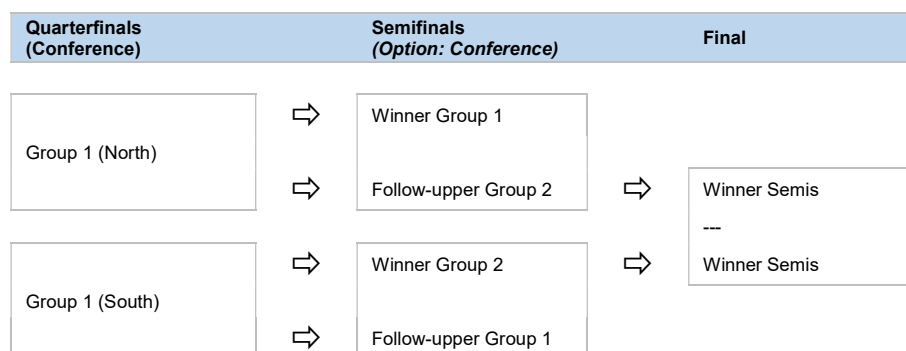 Quarterfinals
(Conference)
Semifinals
(Option: Conference)
Final
Group 1 (North)
Winner Group 1
Follow-upper Group 2
Winner Semis
---
Winner Semis
Group 1 (South)
Winner Group 2
Follow-upper Group 1